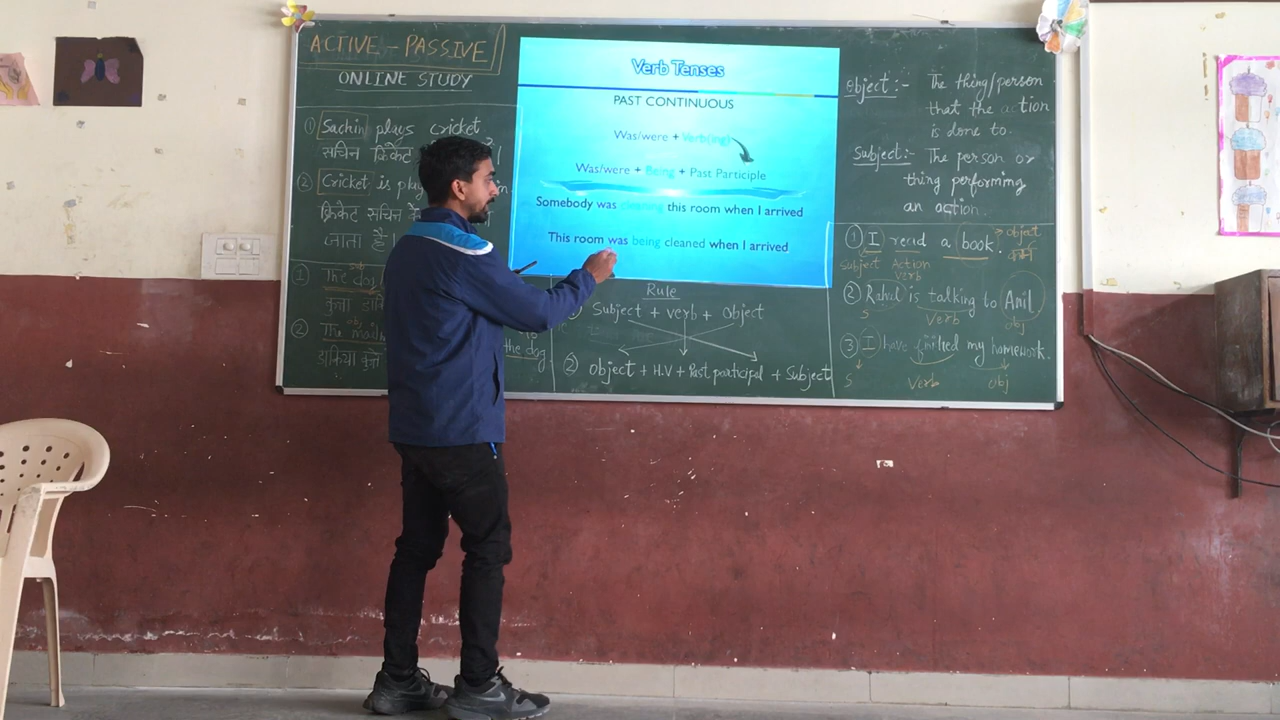 ACTIVE - PASSIVE
ONLINE STUDY
① Sachin plays cricket
सचिन क्रिकेट है।
② Cricket is
क्रिकेट सचिन
जाता है
① The dog
कुत्ता
② The
डाकिया
the dog.
Verb Tenses
PAST CONTINUOUS
Was/were + Verb(ing)
Was/were + Being + Past Participle
Somebody was cleaning this room when I arrived
This room was being cleaned when I arrived
Rule
Subject + verb + object
② object + H.V + Past participal + Subject
Object:- The thing/person
that the action
is done to.
Subject:- The person or
thing performing
an action.
① I read a book. → object
Subject Action
verb
② Rahul is talking to Anil
S Verb obj
③ I have finished my homework.
S Verb obj